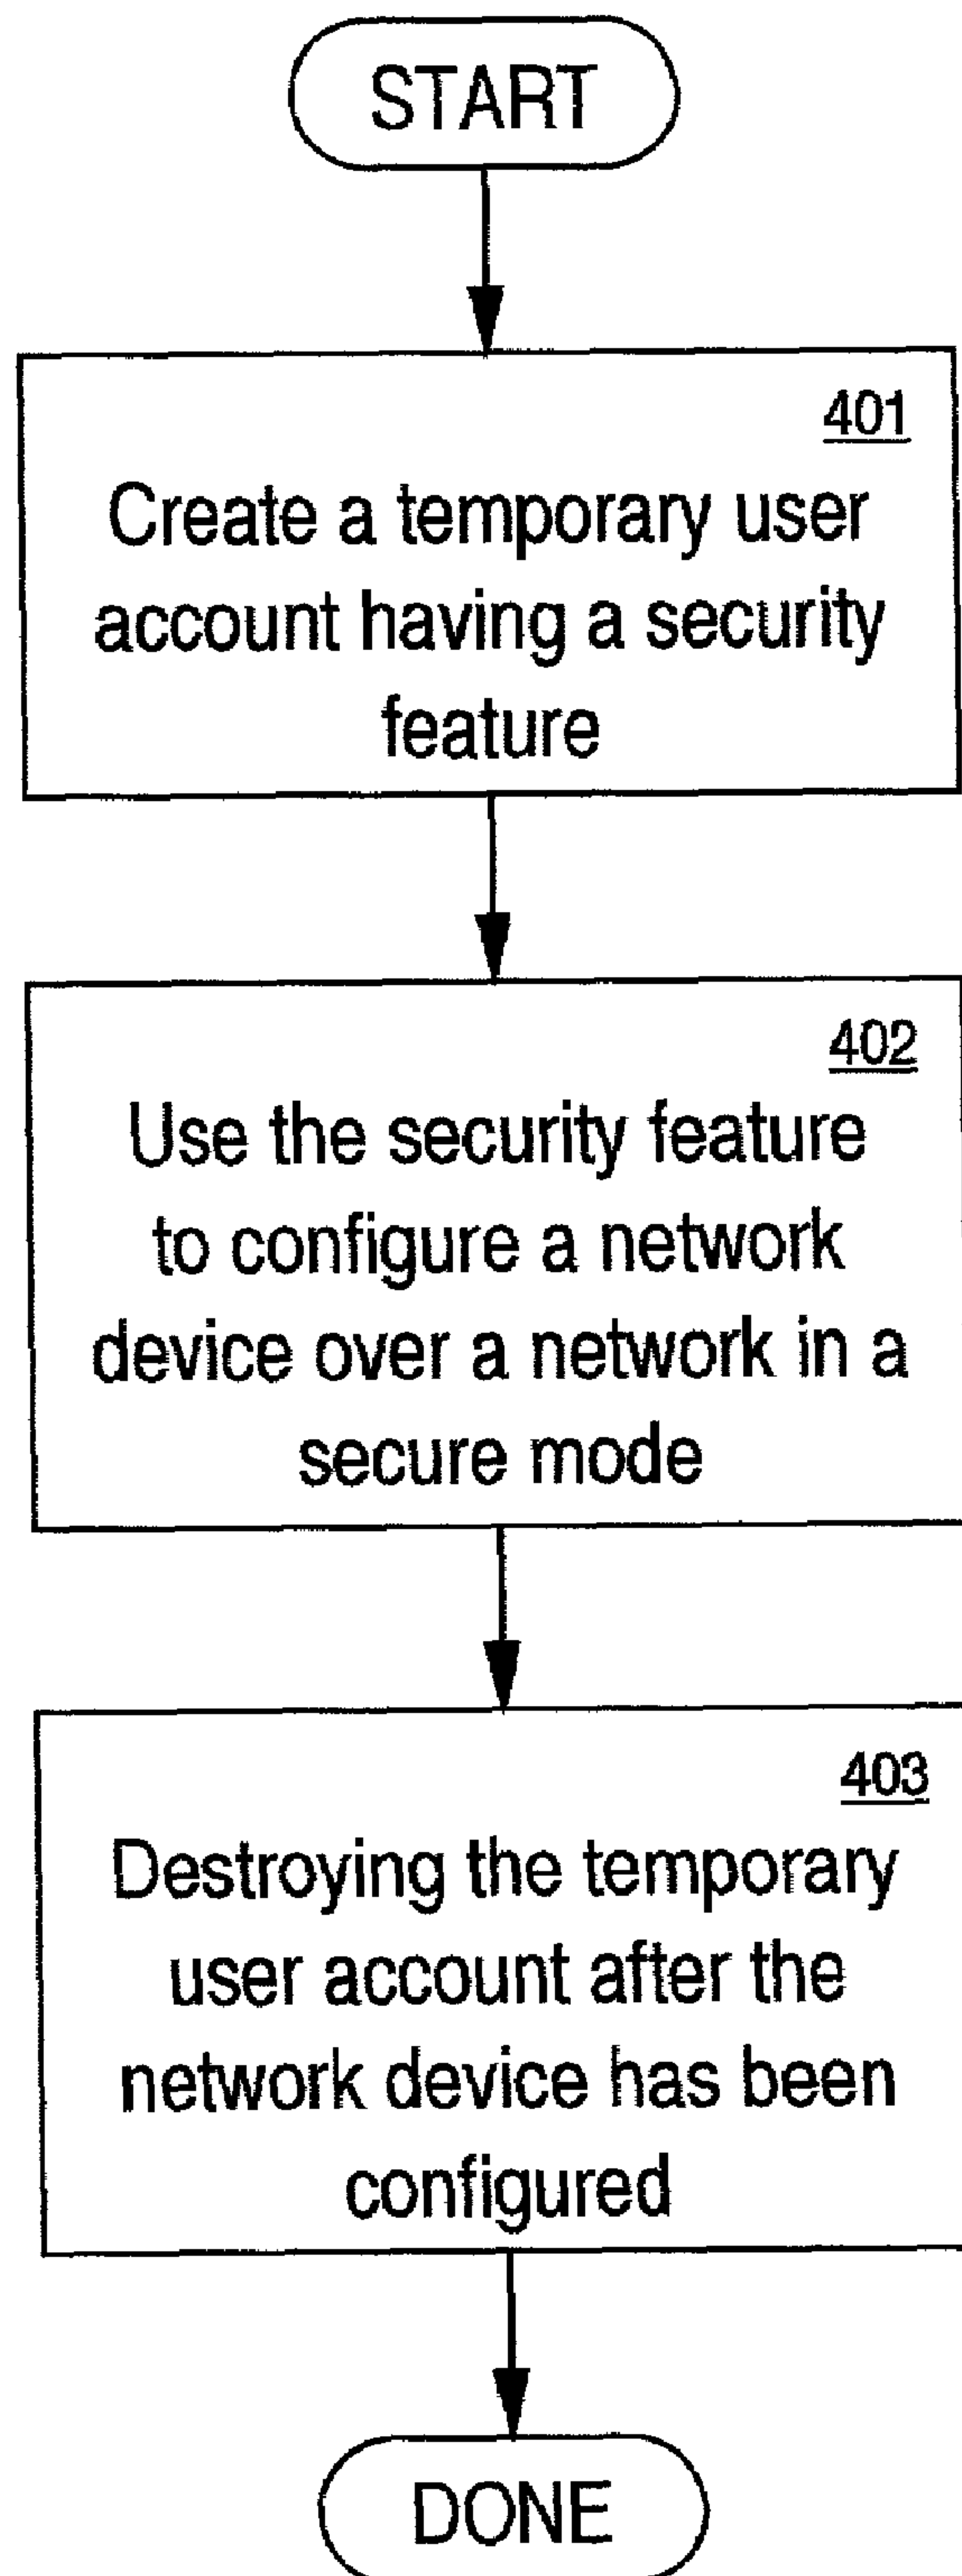 START
401
Create a temporary user
account having a security
feature
402
Use the security feature
to configure a network
device over a network in a
secure mode
403
Destroying the temporary
user account after the
network device has been
configured
DONE